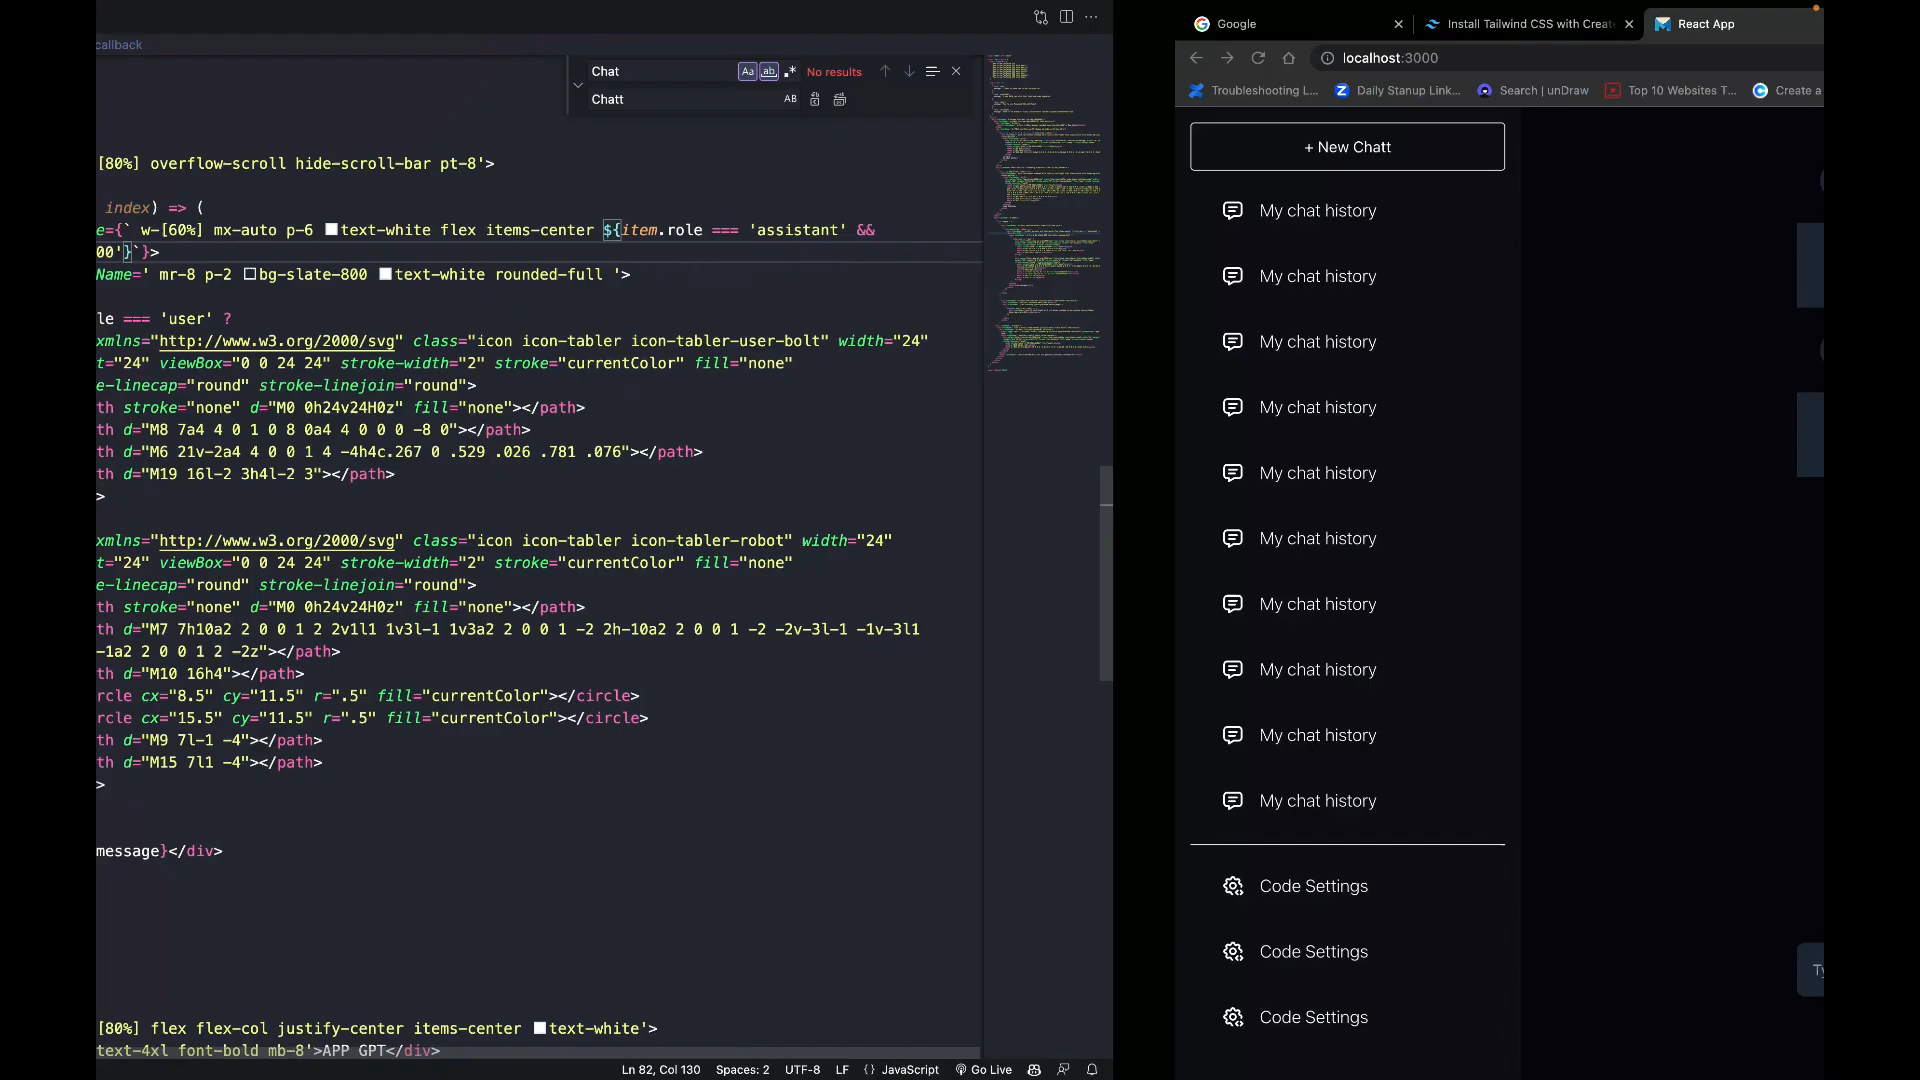 callback
Chat
Aa
ab
.*
No results
Chatt
AB
[80%] overflow-scroll hide-scroll-bar pt-8'>
index) => (
e={` w-[60%] mx-auto p-6 text-white flex items-center ${item.role === 'assistant' &&
00'}`}>
Name=' mr-8 p-2 bg-slate-800 text-white rounded-full '>
le === 'user' ?
xmlns="http://www.w3.org/2000/svg" class="icon icon-tabler icon-tabler-user-bolt" width="24"
t="24" viewBox="0 0 24 24" stroke-width="2" stroke="currentColor" fill="none"
e-linecap="round" stroke-linejoin="round">
th stroke="none" d="M0 0h24v24H0z" fill="none"></path>
th d="M8 7a4 4 0 1 0 8 0a4 4 0 0 0 -8 0"></path>
th d="M6 21v-2a4 4 0 0 1 4 -4h4c.267 0 .529 .026 .781 .076"></path>
th d="M19 16l-2 3h4l-2 3"></path>
>
xmlns="http://www.w3.org/2000/svg" class="icon icon-tabler icon-tabler-robot" width="24"
t="24" viewBox="0 0 24 24" stroke-width="2" stroke="currentColor" fill="none"
e-linecap="round" stroke-linejoin="round">
th stroke="none" d="M0 0h24v24H0z" fill="none"></path>
th d="M7 7h10a2 2 0 0 1 2 2v1l1 1v3l-1 1v3a2 2 0 0 1 -2 2h-10a2 2 0 0 1 -2 -2v-3l-1 -1v-3l1
-1a2 2 0 0 1 2 -2z"></path>
th d="M10 16h4"></path>
rcle cx="8.5" cy="11.5" r=".5" fill="currentColor"></circle>
rcle cx="15.5" cy="11.5" r=".5" fill="currentColor"></circle>
th d="M9 7l-1 -4"></path>
th d="M15 7l1 -4"></path>
>
message}</div>
[80%] flex flex-col justify-center items-center text-white'>
text-4xl font-bold mb-8'>APP GPT</div>
Ln 82, Col 130 Spaces: 2 UTF-8 LF {} JavaScript Go Live
Google
Install Tailwind CSS with Creat
React App
localhost:3000
Troubleshooting L... Daily Stanup Link... Search | unDraw Top 10 Websites T... Create a
+ New Chatt
My chat history
My chat history
My chat history
My chat history
My chat history
My chat history
My chat history
My chat history
My chat history
My chat history
Code Settings
Code Settings
Code Settings
Ty